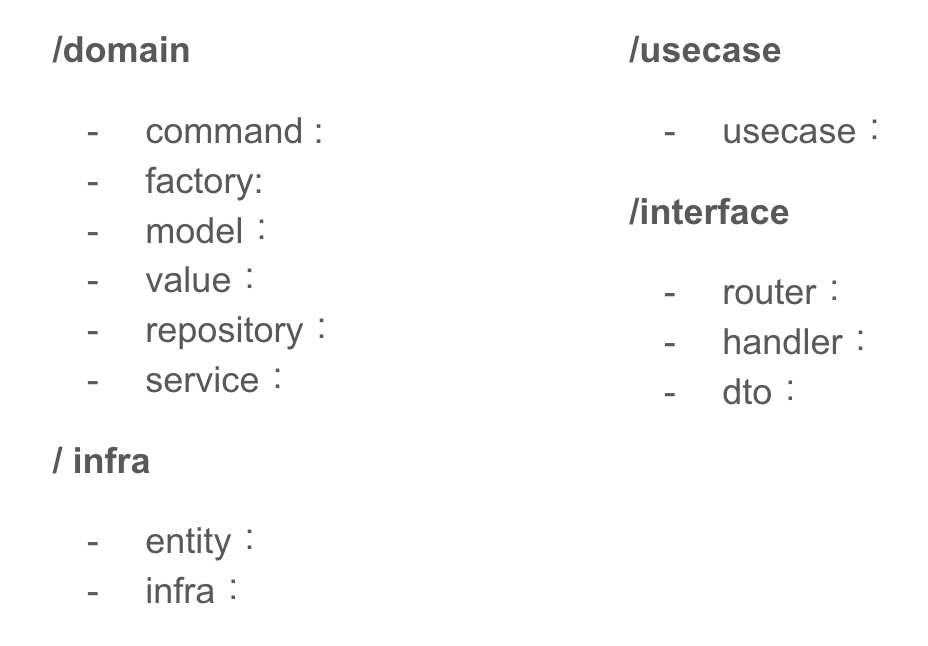 /domain
- command :
- factory:
- model：
- value：
- repository：
- service：
/ infra
- entity：
- infra：
/usecase
- usecase：
/interface
- router：
- handler：
- dto：